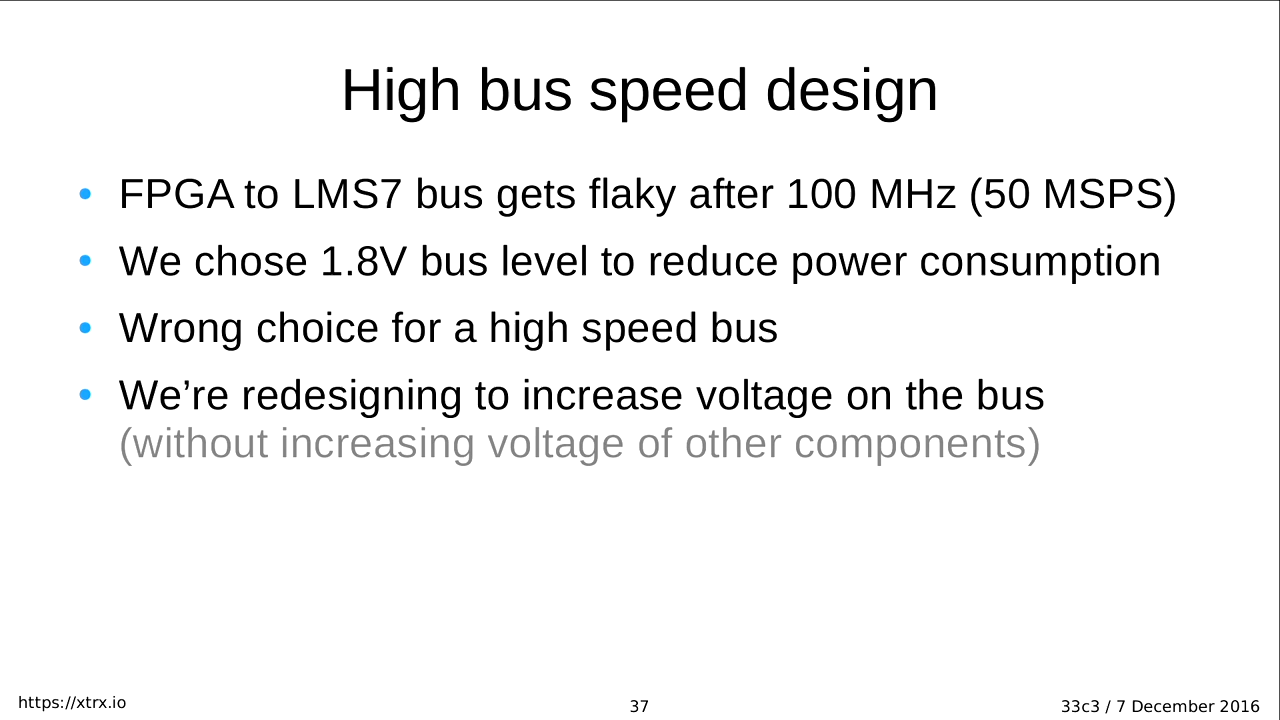 High bus speed design
• FPGA to LMS7 bus gets flaky after 100 MHz (50 MSPS)
• We chose 1.8V bus level to reduce power consumption
• Wrong choice for a high speed bus
• We’re redesigning to increase voltage on the bus
(without increasing voltage of other components)
https://xtrx.io
37
33c3 / 7 December 2016